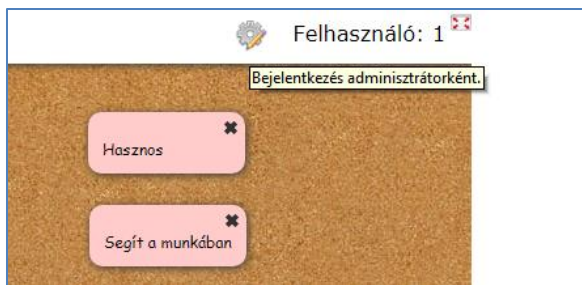 Felhasználó: 1
Bejelentkezés adminisztrátorként.
Hasznos
Segít a munkában